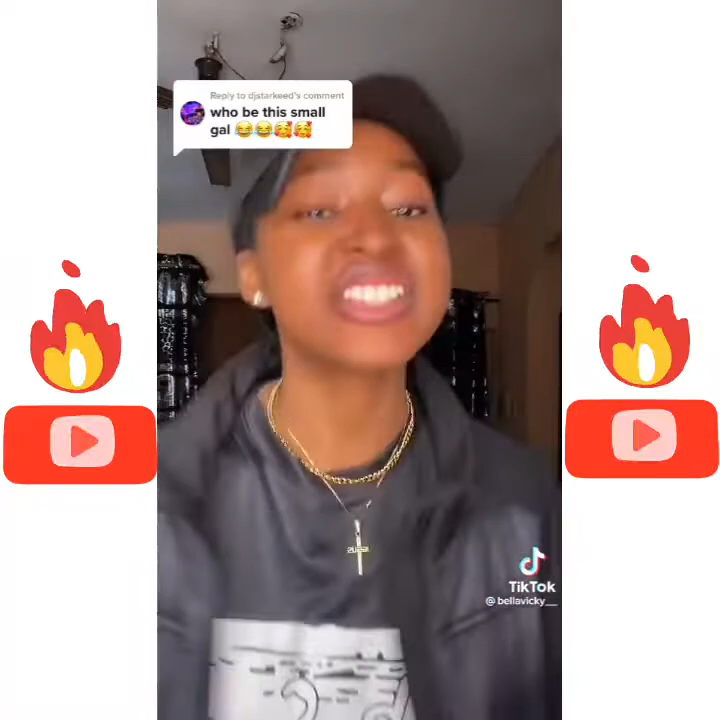 Reply to djstarkeed's comment
who be this small
gal 😂😂🥰🥰
TikTok
@bellavicky__